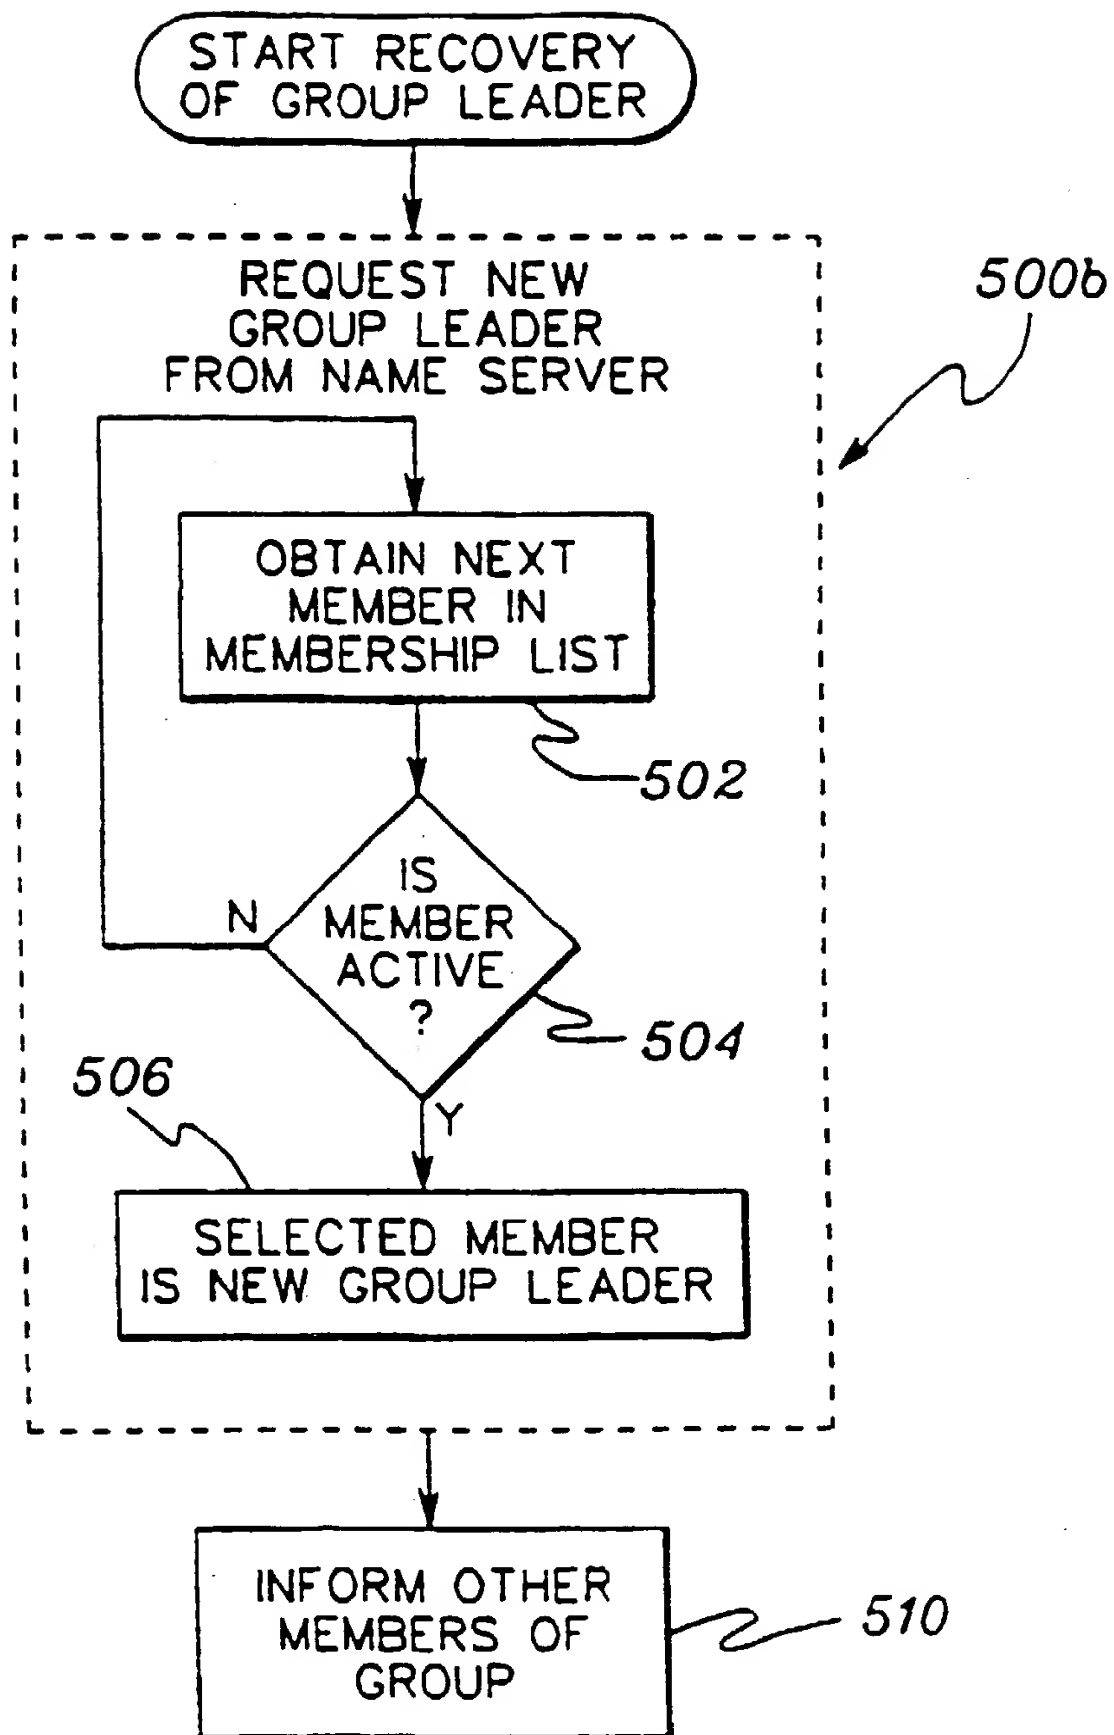 START RECOVERY
OF GROUP LEADER
REQUEST NEW
GROUP LEADER
FROM NAME SERVER
500b
OBTAIN NEXT
MEMBER IN
MEMBERSHIP LIST
502
IS
MEMBER
ACTIVE
?
N
504
506
Y
SELECTED MEMBER
IS NEW GROUP LEADER
INFORM OTHER
MEMBERS OF
GROUP
510